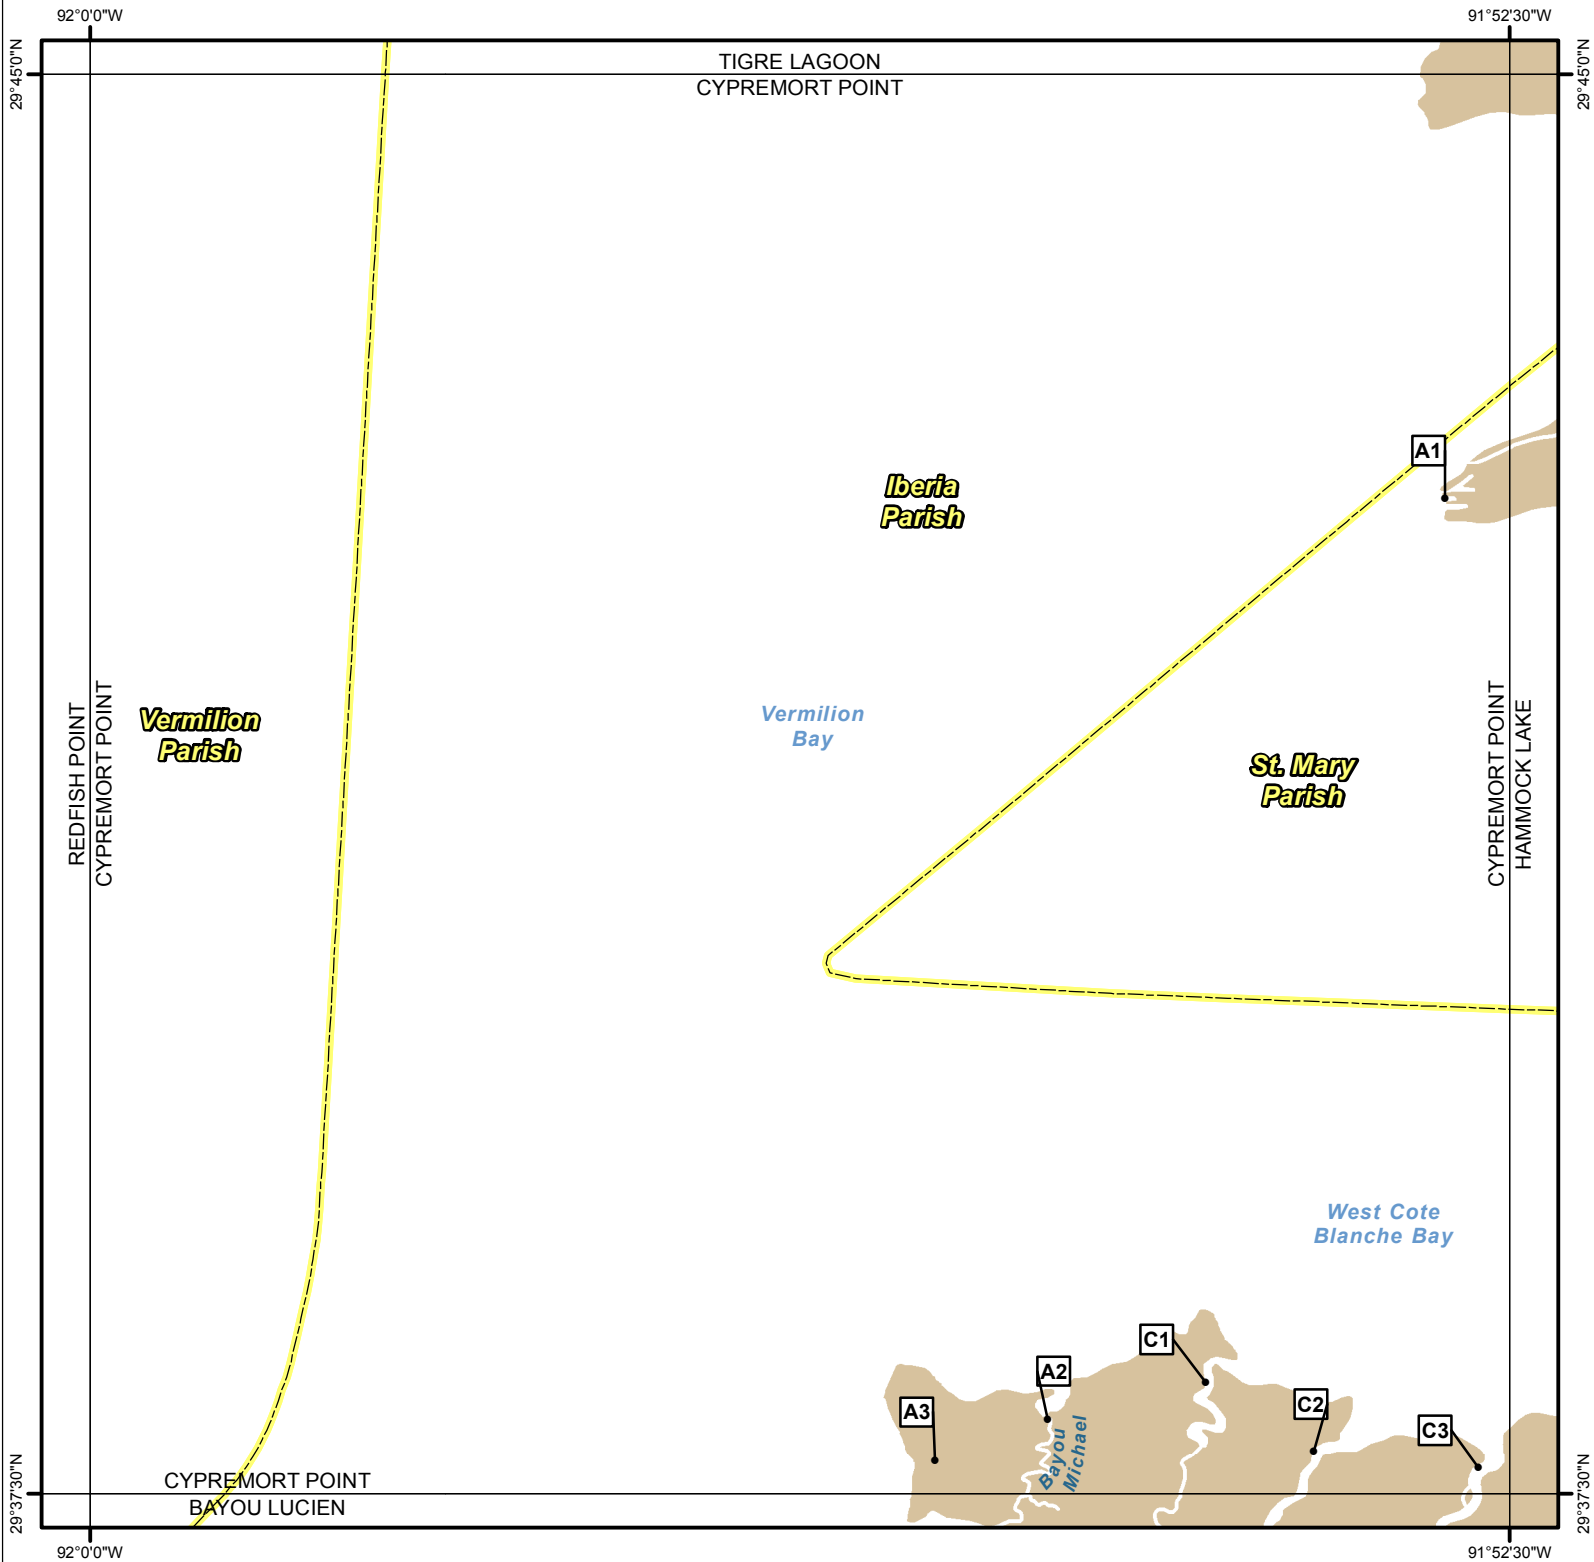 92°0'0"W
91°52'30"W
29°45'0"N
29°45'0"N
TIGRE LAGOON
CYPREMORT POINT
A1
Iberia
Parish
REDFISH POINT
CYPREMORT POINT
Vermilion
Parish
Vermilion
Bay
St. Mary
Parish
CYPREMORT POINT
HAMMOCK LAKE
West Cote
Blanche Bay
C1
A2
A3
C2
C3
Bayou
Michael
CYPREMORT POINT
BAYOU LUCIEN
29°37'30"N
29°37'30"N
92°0'0"W
91°52'30"W